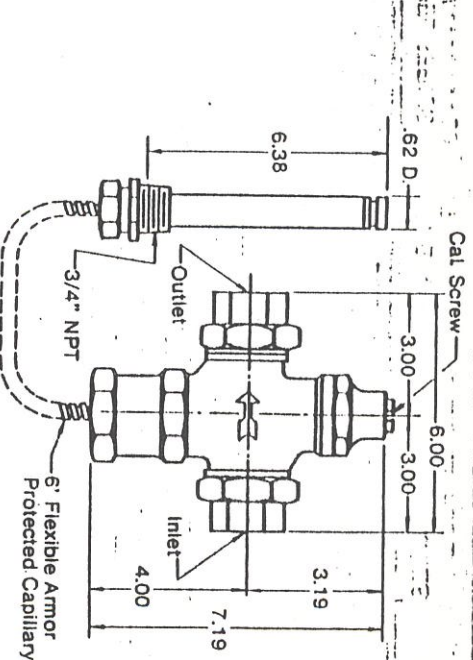 .62 D.
6.38
3/4" NPT
Cal Screw
6.00
3.00
3.00
Outlet
Inlet
3.19
4.00
7.19
6' Flexible Armor
Protected Capillary